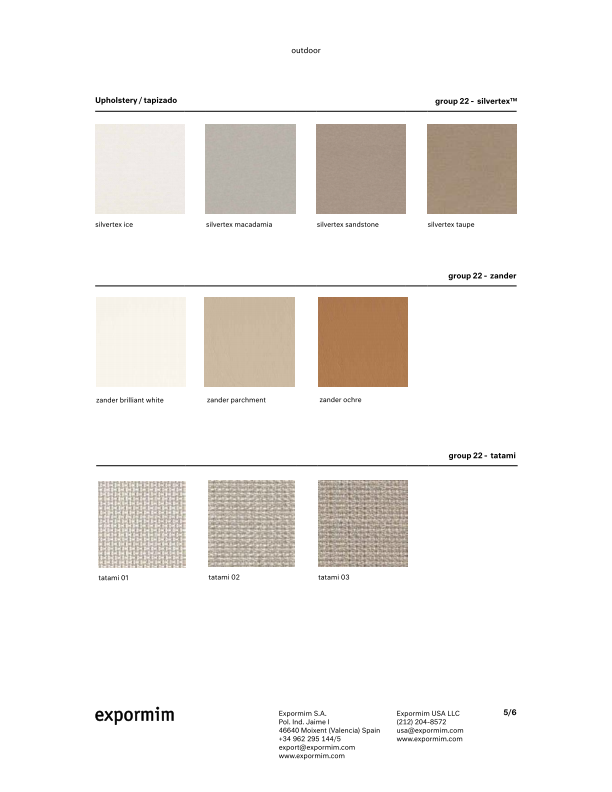 outdoor
Upholstery / tapizado
group 22 - silvertex™
silvertex ice
silvertex macadamia
silvertex sandstone
silvertex taupe
group 22 - zander
zander brilliant white
zander parchment
zander ochre
group 22 - tatami
tatami 01
tatami 02
tatami 03
expormim
Expormim S.A.
Pol. Ind. Jaime I
46640 Moixent (Valencia) Spain
+34 962 295 144/5
export@expormim.com
www.expormim.com
Expormim USA LLC
(212) 204-8572
usa@expormim.com
www.expormim.com
5/6